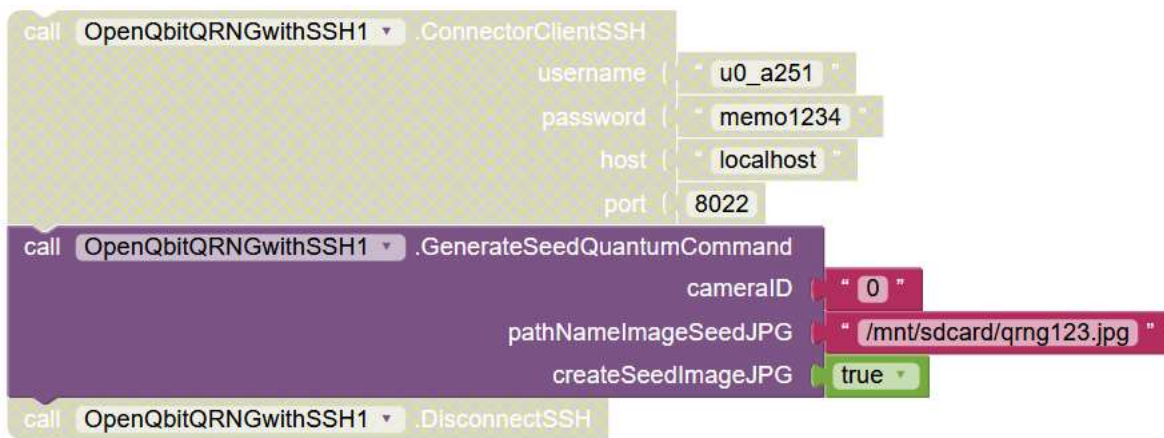 call OpenQbitQRNGwithSSH1 .ConnectorClientSSH
username " u0_a251 "
password " memo1234 "
host " localhost "
port 8022
call OpenQbitQRNGwithSSH1 .GenerateSeedQuantumCommand
cameraID " 0 "
pathNameImageSeedJPG " /mnt/sdcard/qrng123.jpg "
createSeedImageJPG true
call OpenQbitQRNGwithSSH1 .DisconnectSSH